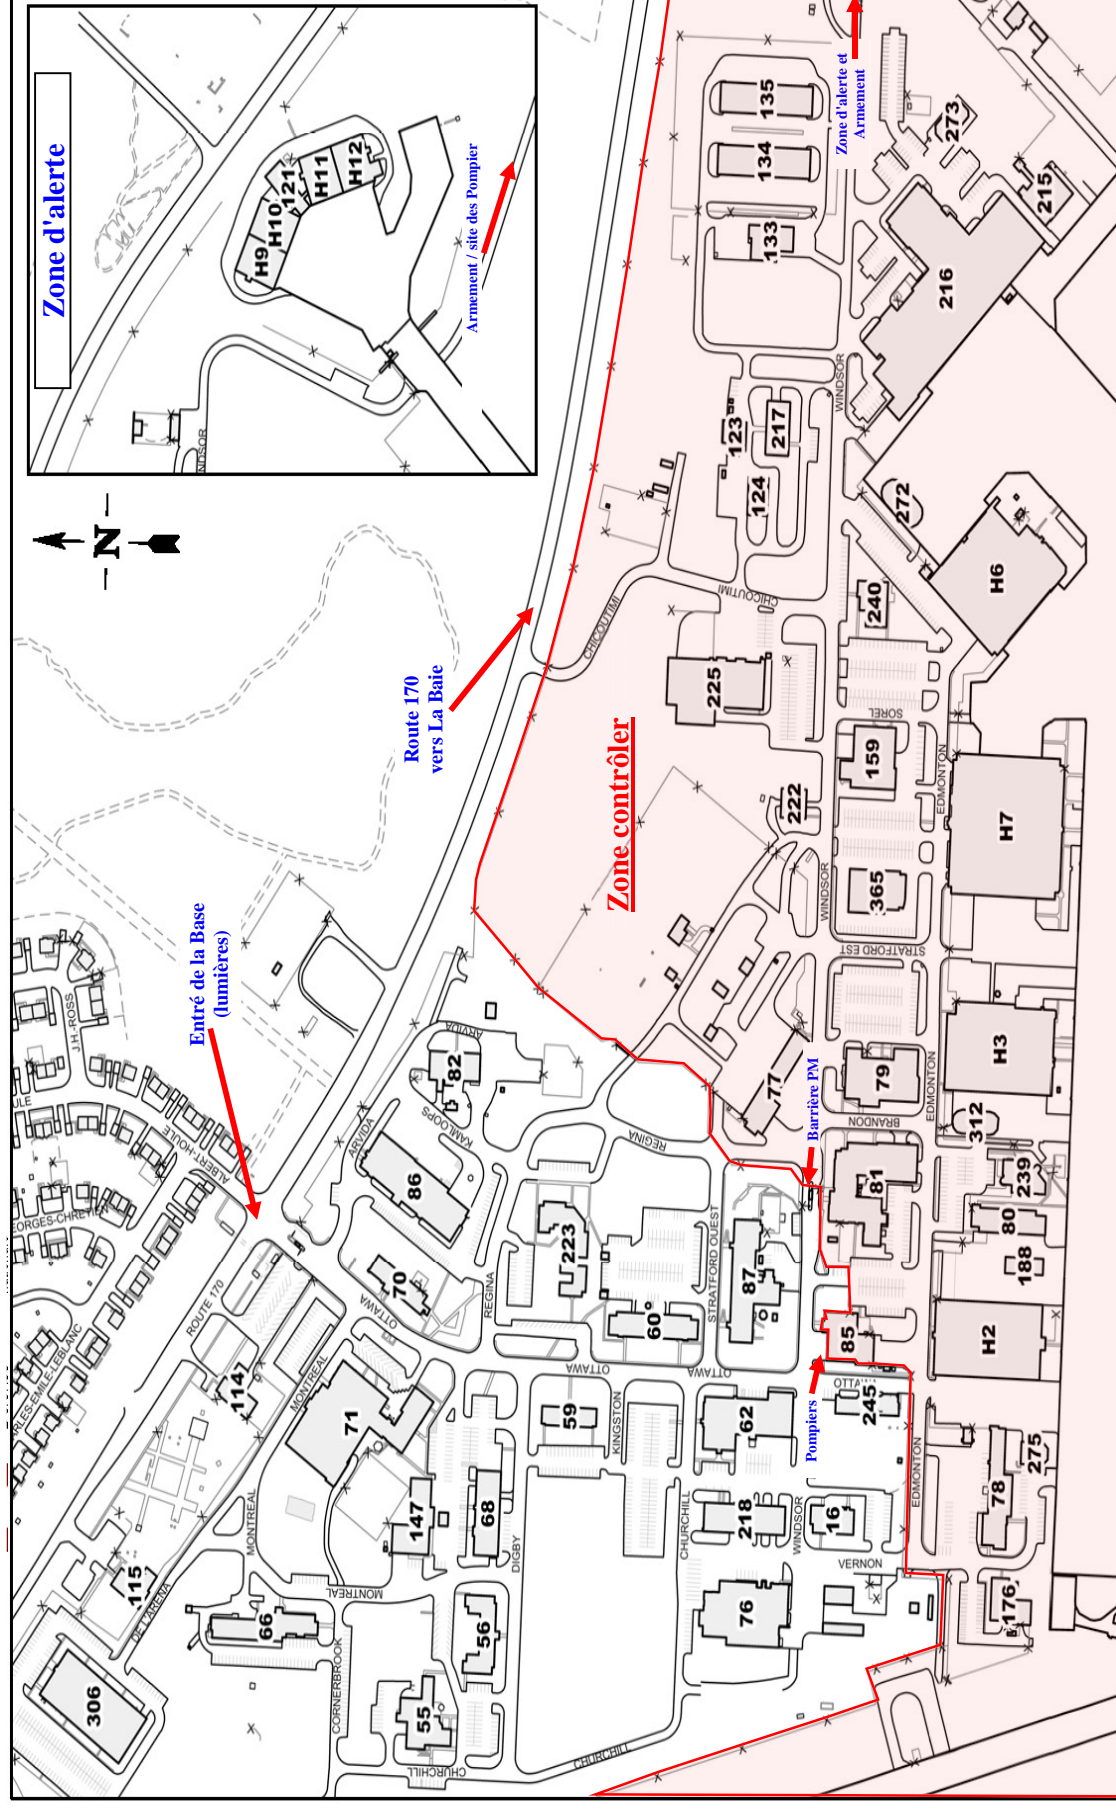 Zone d'alerte
H9
H10
121
H11
H12
Armement / site des Pompier
NDSOR
N
Route 170
vers La Baie
Entré de la Base
(lumières)
Zone contrôler
Zone d'alerte et
Armement
Barrière PM
Pompiers
J.H.-ROSS
ALBERT-HOULE
ROUTE 170
ARVIDA
ARVIDA
KAMLOOPS
REGINA
REGINA
OTTAWA
OTTAWA
OTTAWA
MONTREAL
MONTREAL
MONTREAL
DE L'ARENA
CORNERBROOK
CHURCHILL
CHURCHILL
CHURCHILL
DIGBY
KINGSTON
STRATFORD OUEST
STRATFORD EST
WINDSOR
WINDSOR
WINDSOR
VERNON
EDMONTON
EDMONTON
EDMONTON
BRANDON
SOREL
CHICOUTIMI
CHICOUTIMI
135
134
133
273
215
216
123
217
124
272
H6
240
225
159
222
365
H7
H3
79
77
312
239
81
80
188
H2
85
245
82
86
70
223
60
87
114
71
59
62
147
68
218
16
275
78
176
115
66
56
76
55
306